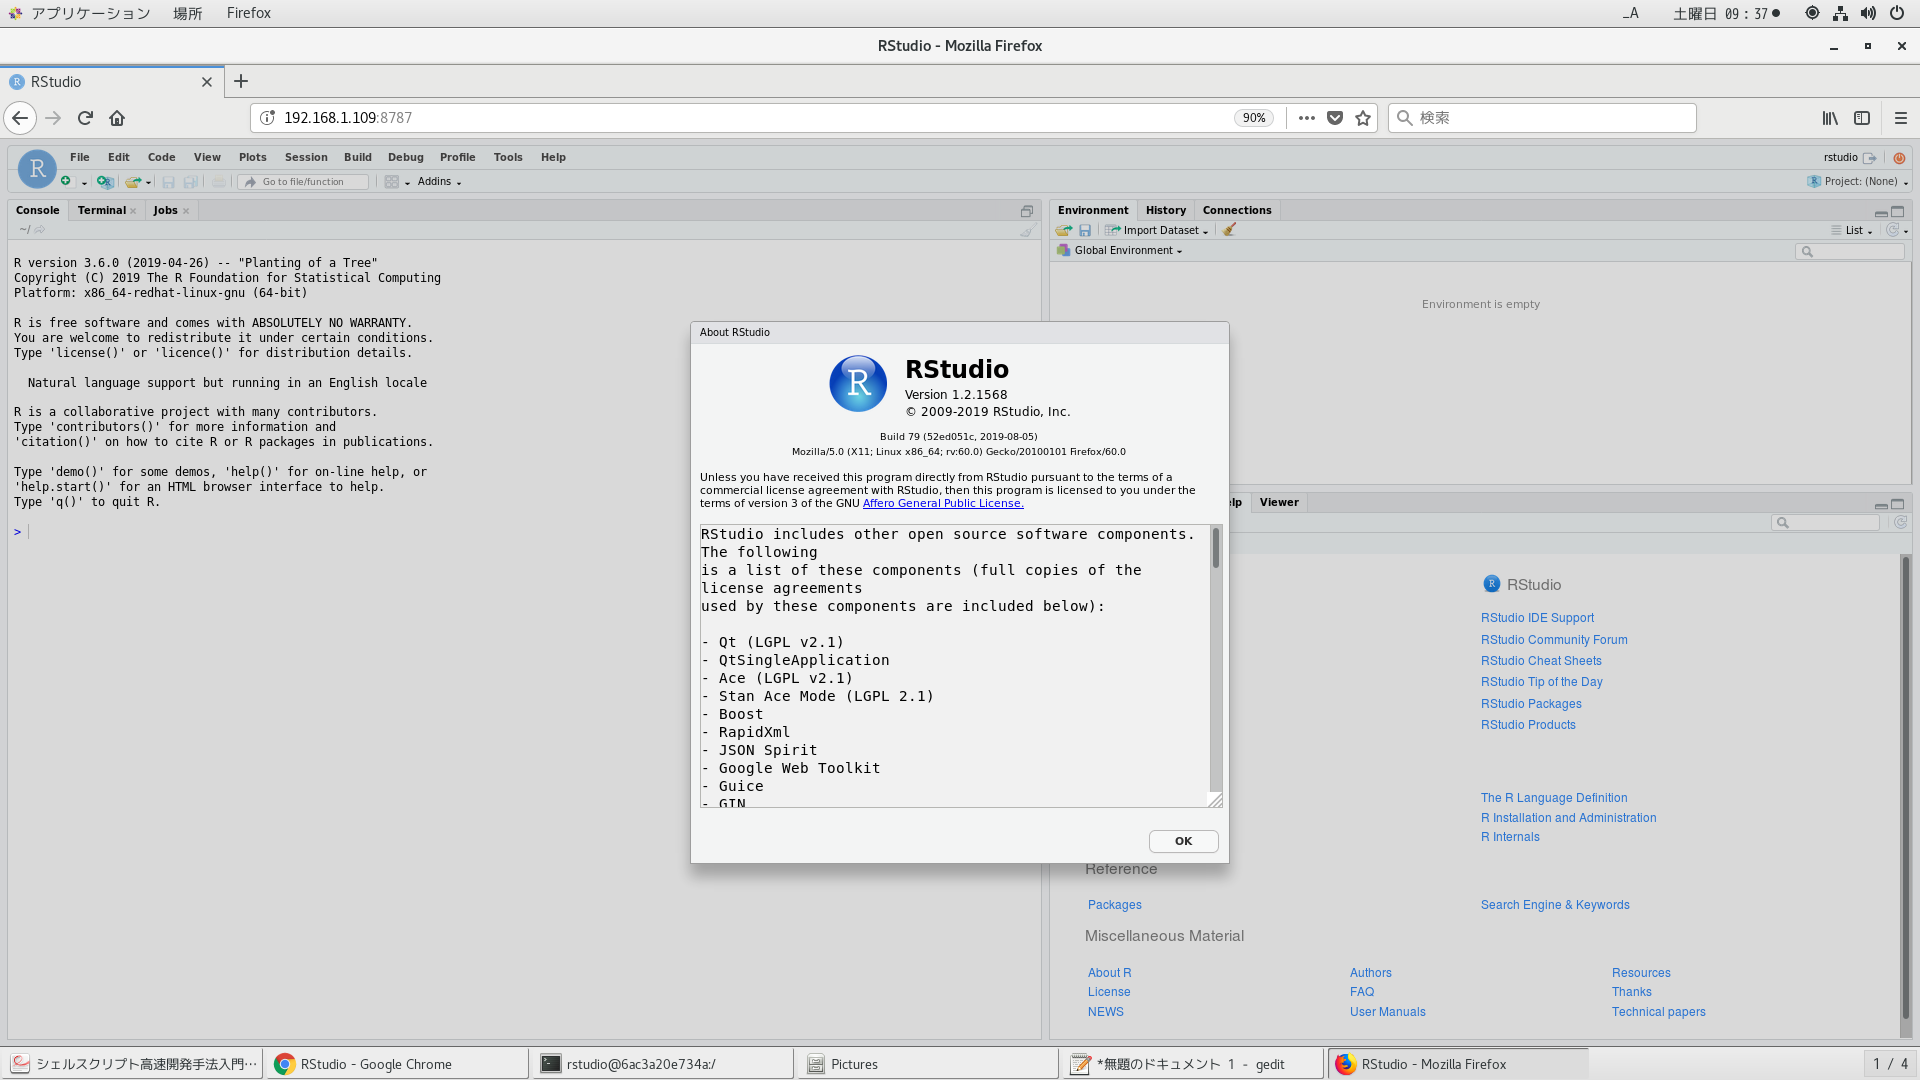 アプリケーション 場所 Firefox
_A 土曜日 09：37●
RStudio - Mozilla Firefox
RStudio
192.168.1.109:8787
90%
検索
File Edit Code View Plots Session Build Debug Profile Tools Help
rstudio
Go to file/function
Addins
Project: (None)
Console Terminal Jobs
~/
R version 3.6.0 (2019-04-26) -- "Planting of a Tree"
Copyright (C) 2019 The R Foundation for Statistical Computing
Platform: x86_64-redhat-linux-gnu (64-bit)
R is free software and comes with ABSOLUTELY NO WARRANTY.
You are welcome to redistribute it under certain conditions.
Type 'license()' or 'licence()' for distribution details.
Natural language support but running in an English locale
R is a collaborative project with many contributors.
Type 'contributors()' for more information and
'citation()' on how to cite R or R packages in publications.
Type 'demo()' for some demos, 'help()' for on-line help, or
'help.start()' for an HTML browser interface to help.
Type 'q()' to quit R.
>
Environment History Connections
Import Dataset
List
Global Environment
Environment is empty
About RStudio
R
RStudio
Version 1.2.1568
© 2009-2019 RStudio, Inc.
Build 79 (52ed051c, 2019-08-05)
Mozilla/5.0 (X11; Linux x86_64; rv:60.0) Gecko/20100101 Firefox/60.0
Unless you have received this program directly from RStudio pursuant to the terms of a
commercial license agreement with RStudio, then this program is licensed to you under the
terms of version 3 of the GNU Affero General Public License.
RStudio includes other open source software components.
The following
is a list of these components (full copies of the
license agreements
used by these components are included below):
- Qt (LGPL v2.1)
- QtSingleApplication
- Ace (LGPL v2.1)
- Stan Ace Mode (LGPL 2.1)
- Boost
- RapidXml
- JSON Spirit
- Google Web Toolkit
- Guice
- GIN
OK
lp Viewer
RStudio
RStudio IDE Support
RStudio Community Forum
RStudio Cheat Sheets
RStudio Tip of the Day
RStudio Packages
RStudio Products
The R Language Definition
R Installation and Administration
R Internals
Reference
Packages
Search Engine & Keywords
Miscellaneous Material
About R Authors Resources
License FAQ Thanks
NEWS User Manuals Technical papers
シェルスクリプト高速開発手法入門…
RStudio - Google Chrome
rstudio@6ac3a20e734a:/
Pictures
*無題のドキュメント 1 - gedit
RStudio - Mozilla Firefox
1 / 4